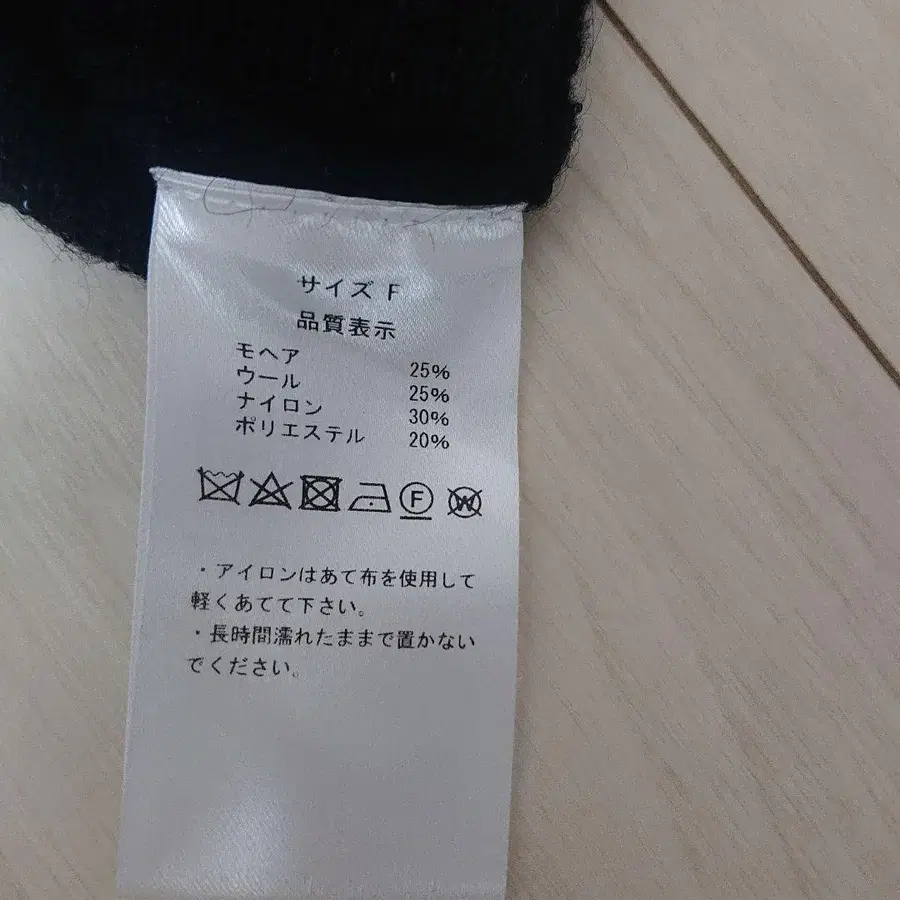 サイズ F
品質表示
モヘア 25%
ウール 25%
ナイロン 30%
ポリエステル 20%
F W
・アイロンはあて布を使用して
軽くあてて下さい。
・長時間濡れたままで置かない
でください。